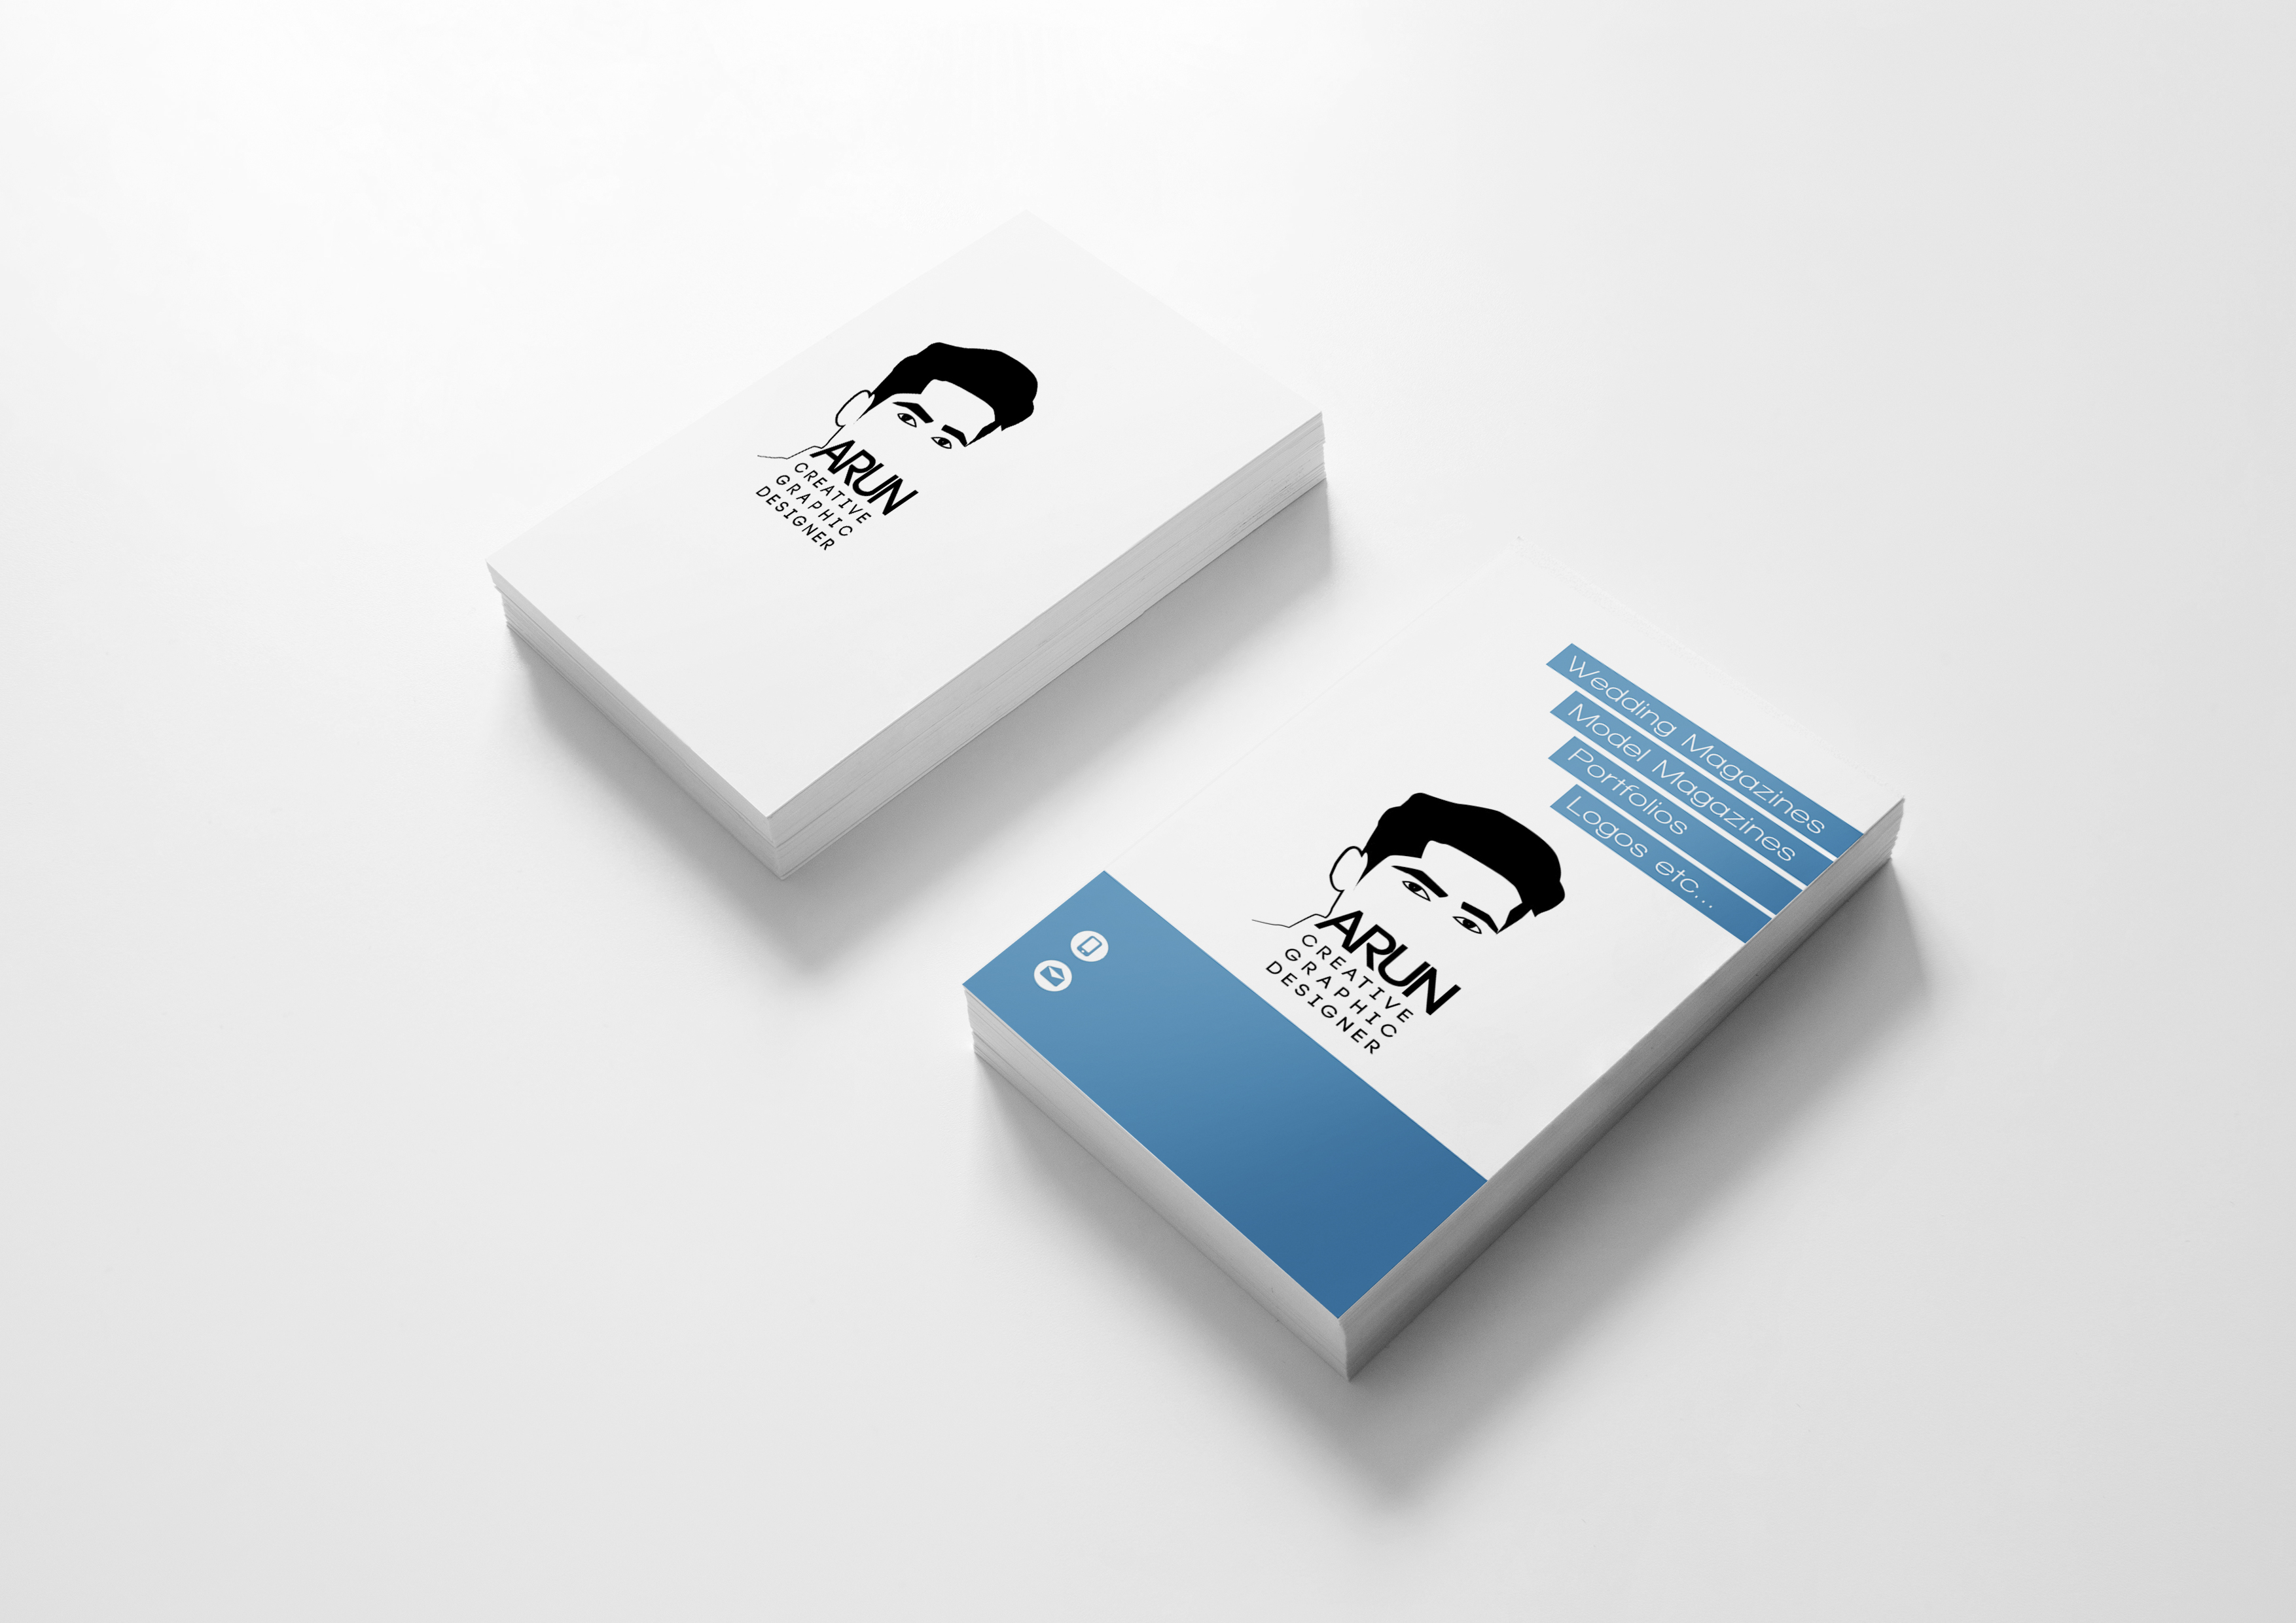 ARUN
CREATIVE
GRAPHIC
DESIGNER
Wedding Magazines
Model Magazines
Portfolios
Logos etc...
ARUN
CREATIVE
GRAPHIC
DESIGNER